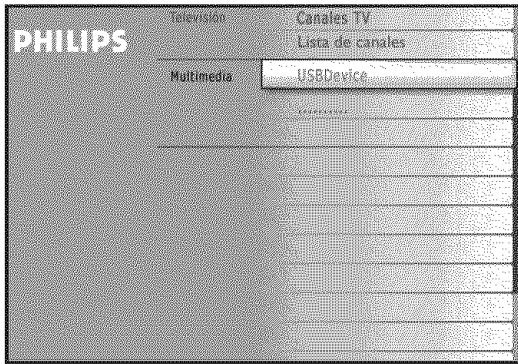 PHILIPS
Televisión
Canales TV
Lista de canales
Multimedia
USBDevice
..........